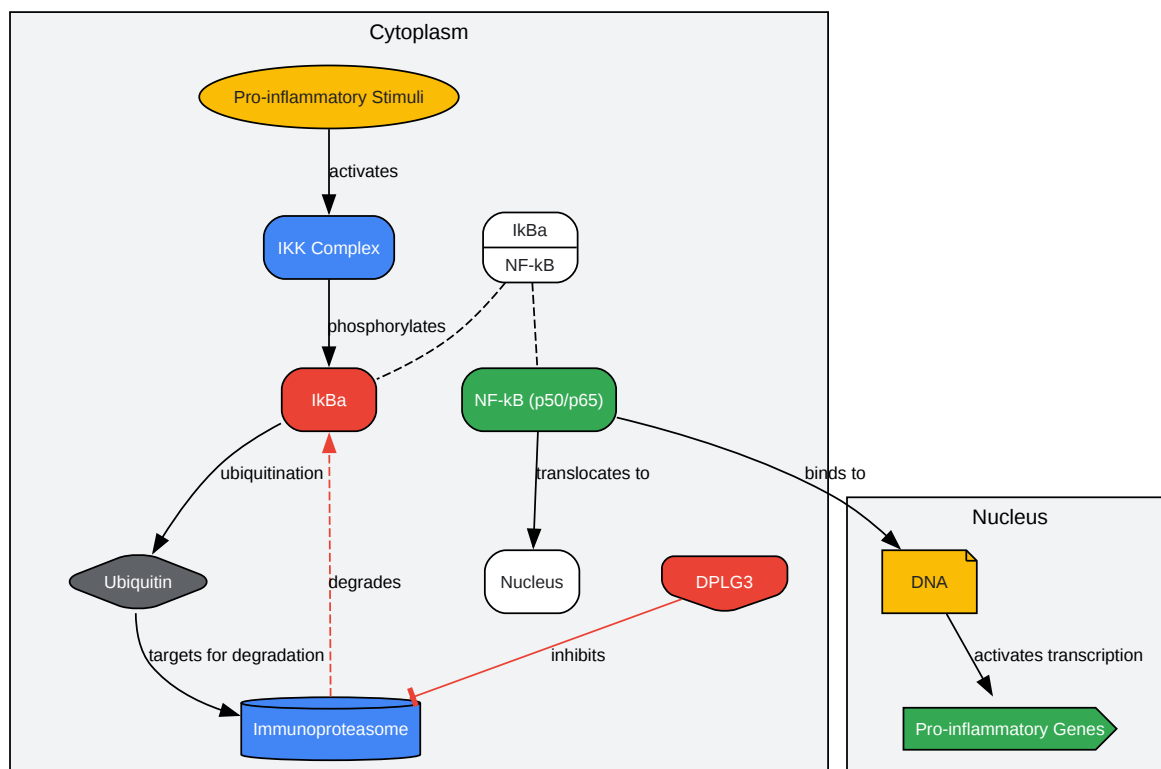 Cytoplasm
Pro-inflammatory Stimuli
activates
IKK Complex
IkBa
NF-kB
phosphorylates
IkBa
NF-kB (p50/p65)
ubiquitination
translocates to
binds to
Nucleus
Ubiquitin
degrades
Nucleus
DPLG3
DNA
targets for degradation
inhibits
activates transcription
Immunoproteasome
Pro-inflammatory Genes